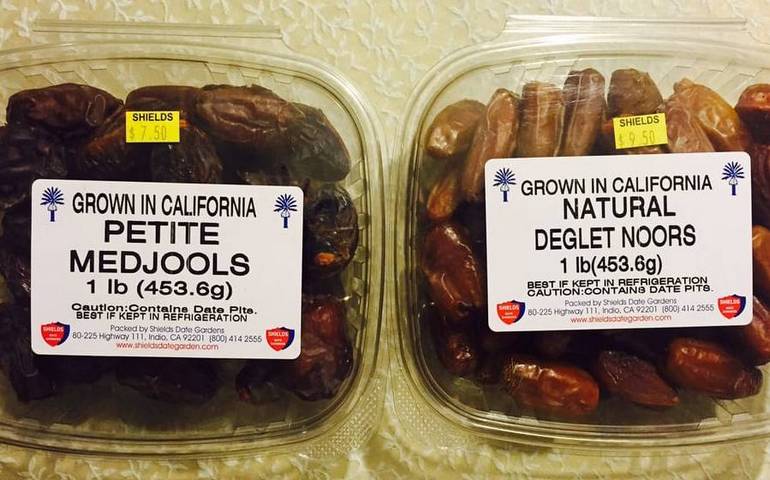 SHIELDS
$7.50
GROWN IN CALIFORNIA
PETITE
MEDJOOLS
1 lb (453.6g)
Caution:Contains Date Pits.
BEST IF KEPT IN REFRIGERATION
SHIELDS
Packed by Shields Date Gardens
80-225 Highway 111, Indio, CA 92201 (800) 414 2555
www.shieldsdategarden.com
SHIELDS
SHIELDS
$9.50
GROWN IN CALIFORNIA
NATURAL
DEGLET NOORS
1 lb(453.6g)
BEST IF KEPT IN REFRIGERATION
CAUTION:CONTAINS DATE PITS.
SHIELDS
Packed by Shields Date Gardens
80-225 Highway 111, Indio, CA 92201 (800) 414 2555
www.shieldsdategarden.com
SHIELDS